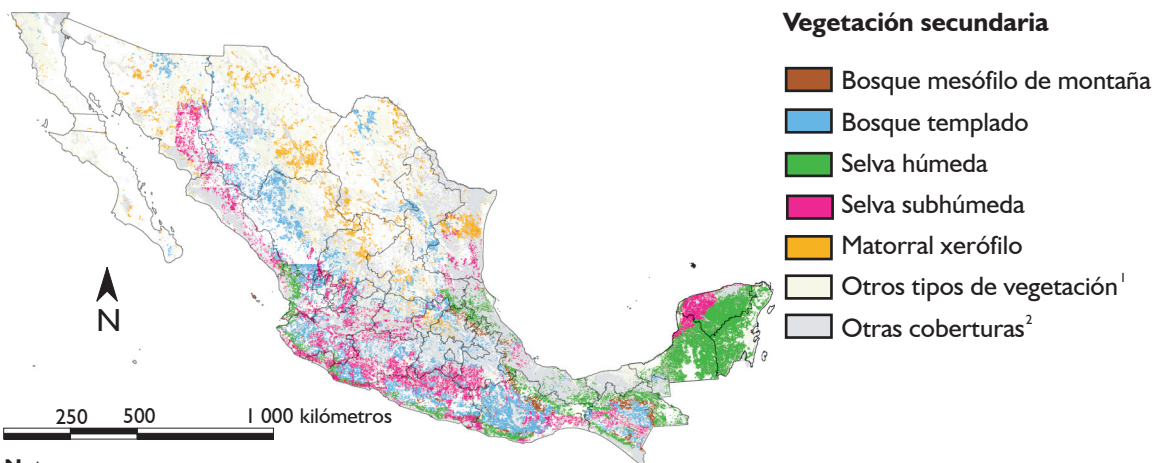 Vegetación secundaria
Bosque mesófilo de montaña
Bosque templado
Selva húmeda
Selva subhúmeda
Matorral xerófilo
Otros tipos de vegetación¹
Otras coberturas²
N
250 500 1 000 kilómetros